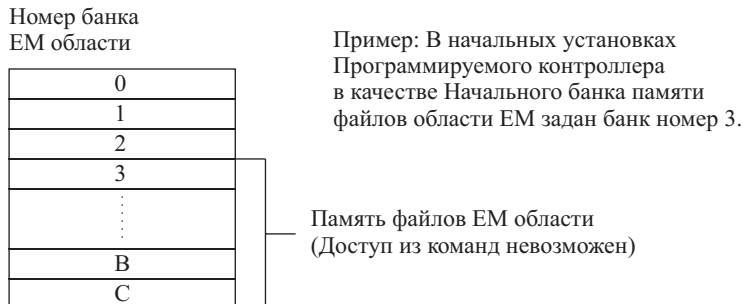 Номер банка
EM области
0
1
2
3
B
C
Пример: В начальных установках
Программируемого контроллера
в качестве Начального банка памяти
файлов области EM задан банк номер 3.
Память файлов EM области
(Доступ из команд невозможен)